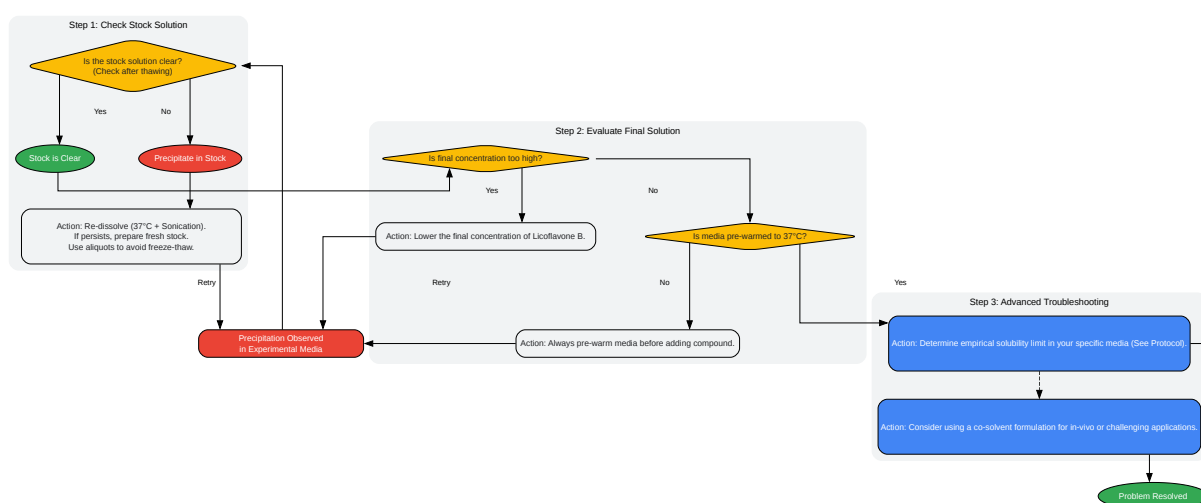 Step 1: Check Stock Solution
Is the stock solution clear?
(Check after thawing)
Yes
No
Stock is Clear
Precipitate in Stock
Action: Re-dissolve (37°C + Sonication).
If persists, prepare fresh stock.
Use aliquots to avoid freeze-thaw.
Retry
Precipitation Observed
in Experimental Media
Step 2: Evaluate Final Solution
Is final concentration too high?
Yes
No
Action: Lower the final concentration of Licoflavone B.
Is media pre-warmed to 37°C?
Retry
No
Yes
Action: Always pre-warm media before adding compound.
Step 3: Advanced Troubleshooting
Action: Determine empirical solubility limit in your specific media (See Protocol).
Action: Consider using a co-solvent formulation for in-vivo or challenging applications.
Problem Resolved